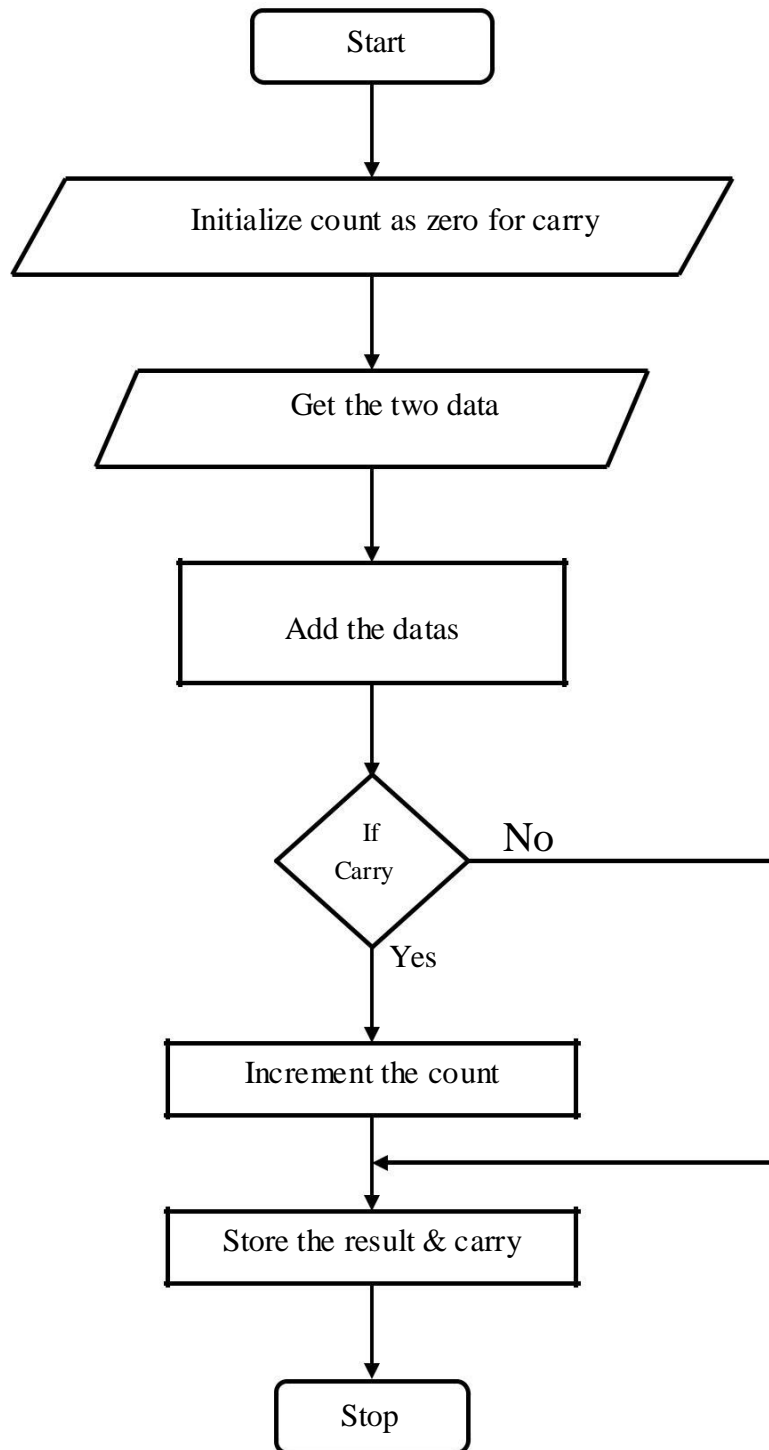 Start
Initialize count as zero for carry
Get the two data
Add the datas
If
Carry
No
Yes
Increment the count
Store the result & carry
Stop